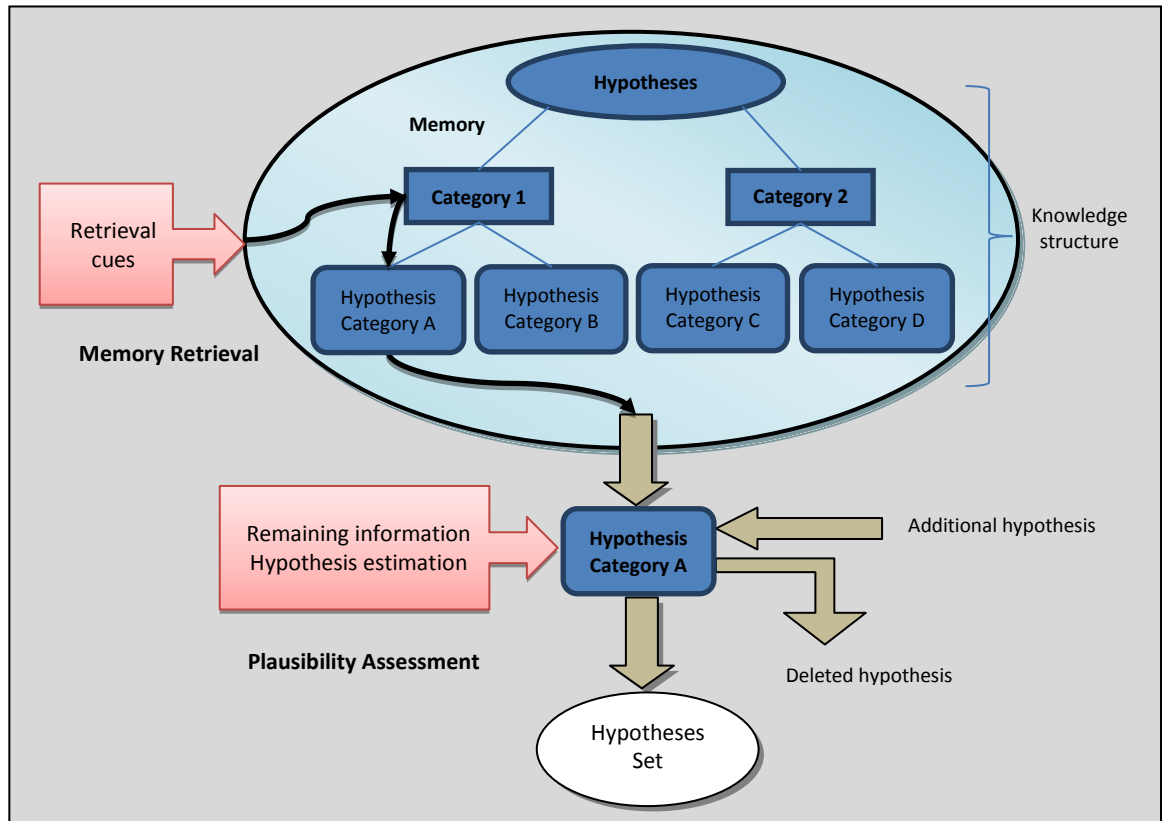 Hypotheses
Memory
Category 1
Category 2
Retrieval
cues
Knowledge
structure
Hypothesis
Category A
Hypothesis
Category B
Hypothesis
Category C
Hypothesis
Category D
Memory Retrieval
Remaining information
Hypothesis estimation
Hypothesis
Category A
Additional hypothesis
Plausibility Assessment
Deleted hypothesis
Hypotheses
Set